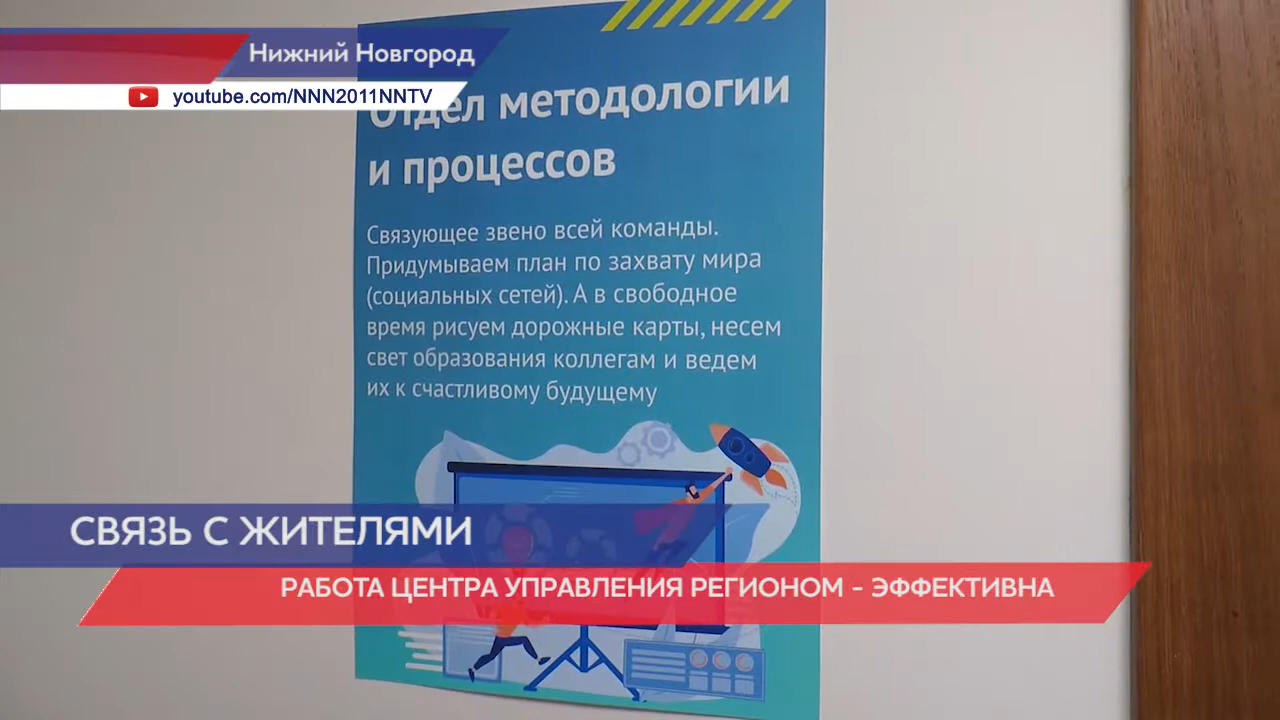 Нижний Новгород
youtube.com/NNN2011NNTV
Отдел методологии
и процессов
Связующее звено всей команды.
Придумываем план по захвату мира
(социальных сетей). А в свободное
время рисуем дорожные карты, несем
свет образования коллегам и ведем
их к счастливому будущему
СВЯЗЬ С ЖИТЕЛЯМИ
РАБОТА ЦЕНТРА УПРАВЛЕНИЯ РЕГИОНОМ - ЭФФЕКТИВНА